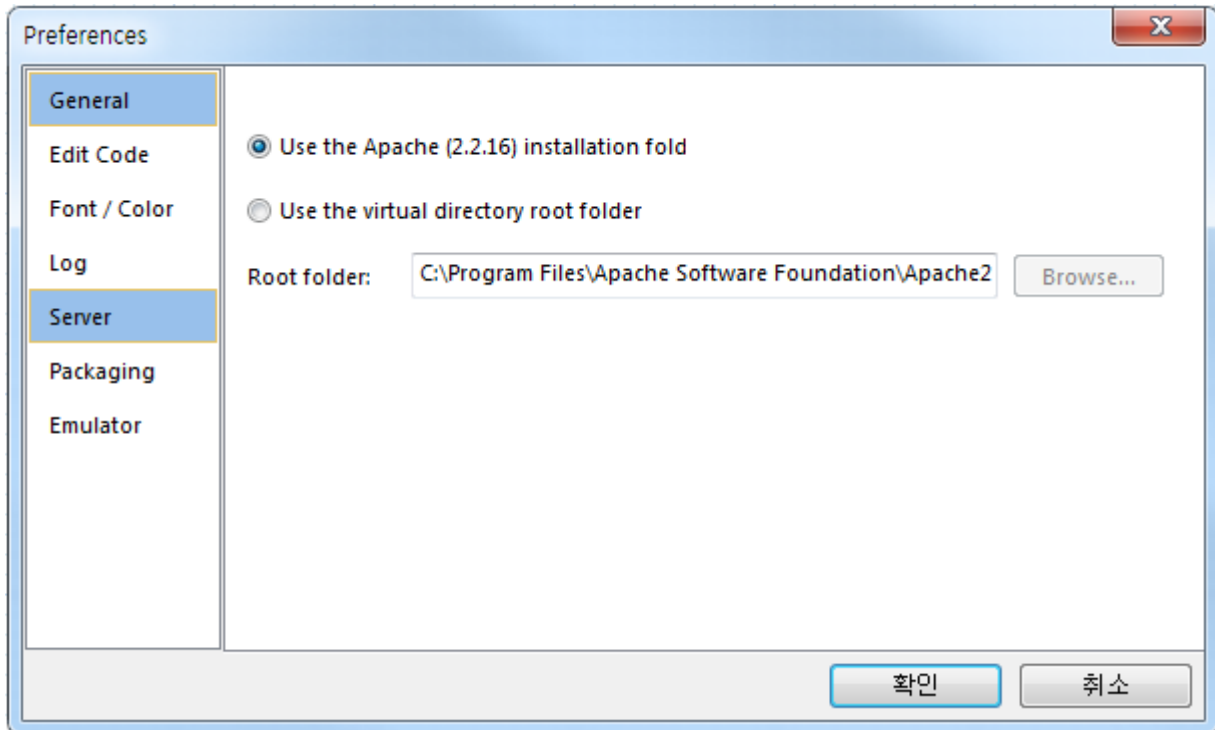 Preferences
General
Edit Code
Font / Color
Log
Server
Packaging
Emulator
Use the Apache (2.2.16) installation fold
Use the virtual directory root folder
Root folder: C:\Program Files\Apache Software Foundation\Apache2 Browse...
확인 취소